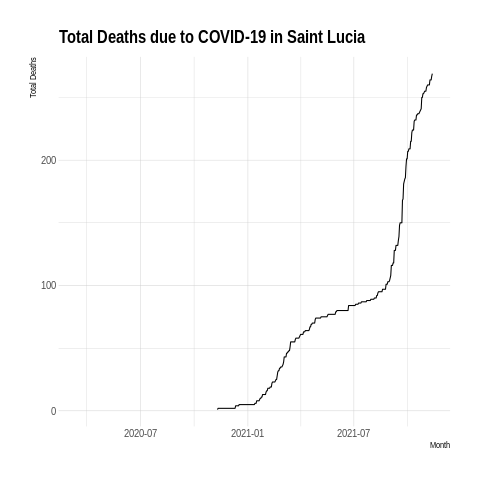 Total Deaths due to COVID-19 in Saint Lucia
Total Deaths
200
100
0
2020-07 2021-01 2021-07
Month